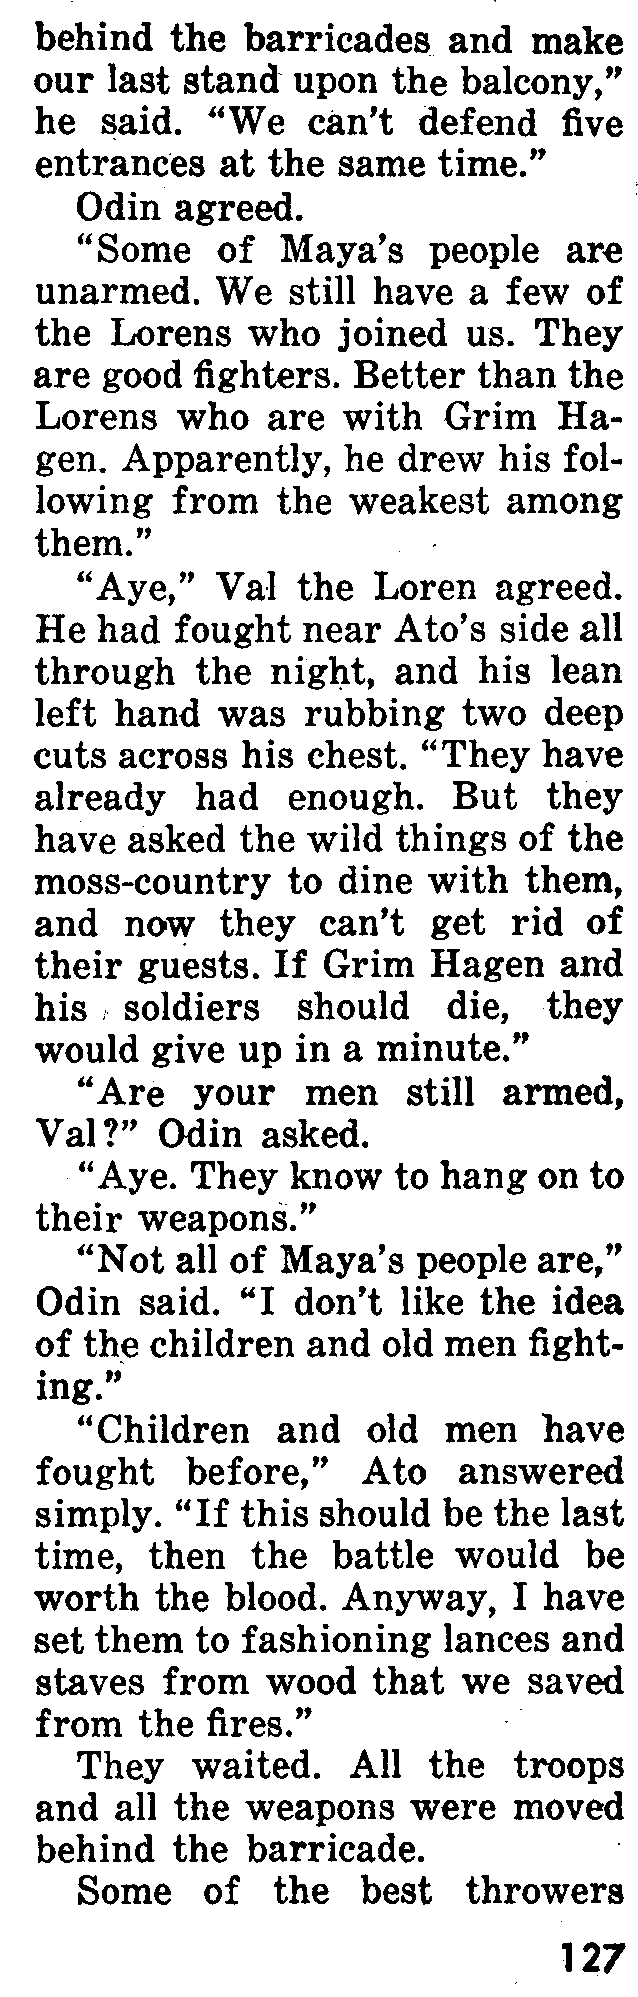 behind the barricades and make
our last stand upon the balcony,”
he said. “We can’t defend five
entrances at the same time.”
Odin agreed.
“Some of Maya’s people are
unarmed. We still have a few of
the Lorens who joined us. They
are good fighters. Better than the
Lorens who are with Grim Ha-
gen. Apparently, he drew his fol-
lowing from the weakest among
them.”
“Aye,” Val the Loren agreed.
He had fought near Ato’s side all
through the night, and his lean
left hand was rubbing two deep
cuts across his chest. “They have
already had enough. But they
have asked the wild things of the
moss-country to dine with them,
and now they can’t get rid of
their guests. If Grim Hagen and
his soldiers should die, they
would give up in a minute.”
“Are your men still armed,
Val?” Odin asked.
“Aye. They know to hang on to
their weapons.”
“Not all of Maya’s people are,”
Odin said. “I don’t like the idea
of the children and old men fight-
ing.”
“Children and old men have
fought before,” Ato answered
simply. “If this should be the last
time, then the battle would be
worth the blood. Anyway, I have
set them to fashioning lances and
staves from wood that we saved
from the fires.”
They waited. All the troops
and all the weapons were moved
behind the barricade.
Some of the best throwers
127